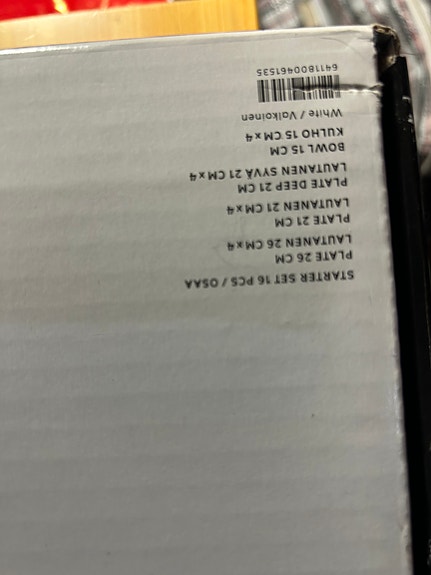 STARTER SET 16 PCS / OSAA
PLATE 26 CM
LAUTANEN 26 CM x 4
PLATE 21 CM
LAUTANEN 21 CM x 4
PLATE DEEP 21 CM
LAUTANEN SYVÄ 21 CM x 4
BOWL 15 CM
KULHO 15 CM x 4
White / Valkoinen
6411800461535